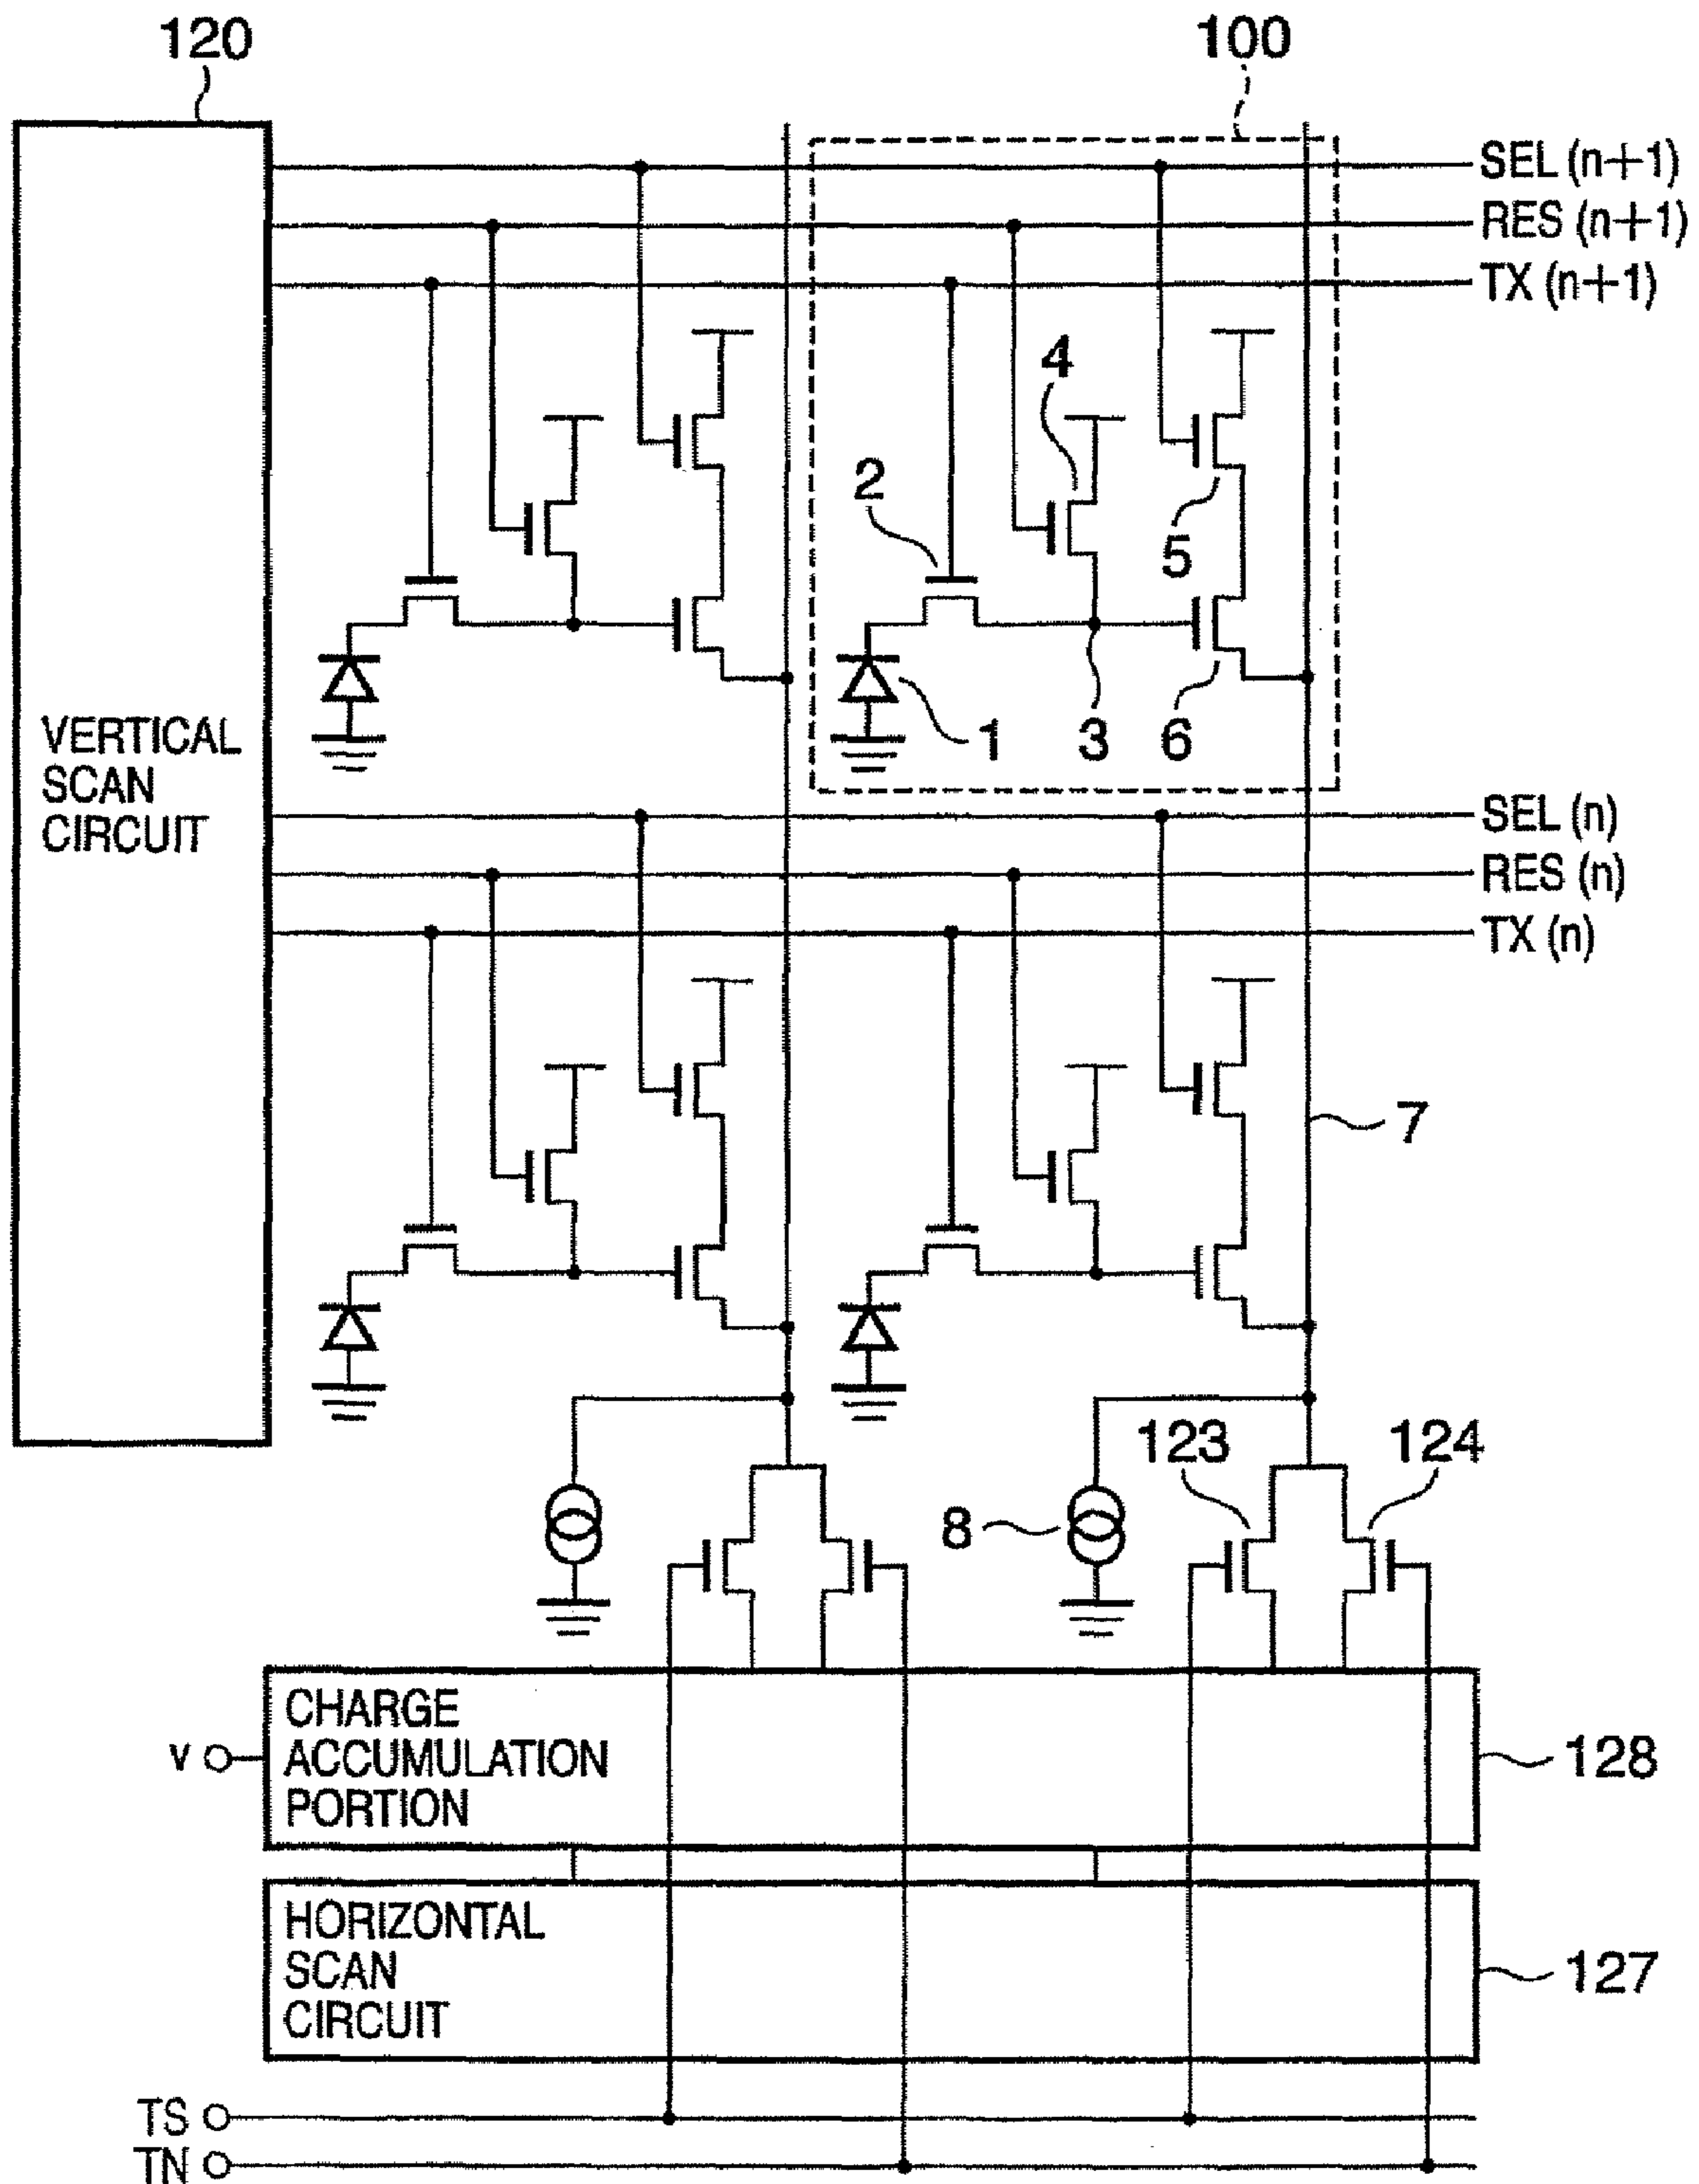 120
100
SEL (n+1)
RES (n+1)
TX (n+1)
4
2
5
1
3
6
VERTICAL
SCAN
CIRCUIT
SEL (n)
RES (n)
TX (n)
7
123
124
8
CHARGE
ACCUMULATION
PORTION
V
128
HORIZONTAL
SCAN
CIRCUIT
127
TS
TN